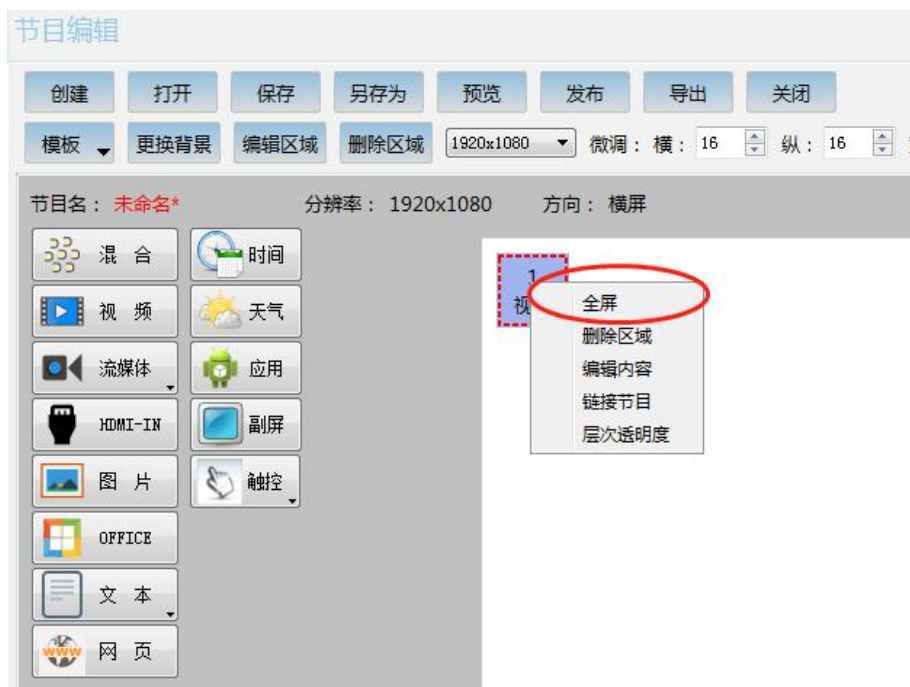 节目编辑
创建 打开 保存 另存为 预览 发布 导出 关闭
模板 更换背景 编辑区域 删除区域 1920x1080 微调：横：16 纵：16
节目名：未命名* 分辨率：1920x1080 方向：横屏
混 合 时间
视 频 天气
流媒体 应用
HDMI-IN 副屏
图 片 触控
OFFICE
文 本
网 页
1
视
全屏
删除区域
编辑内容
链接节目
层次透明度